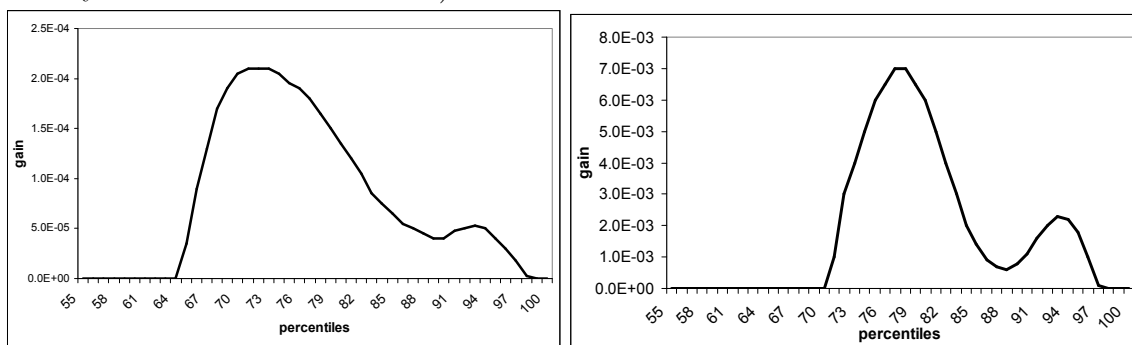 2.5E-04
2.0E-04
1.5E-04
1.0E-04
5.0E-05
0.0E+00
gain
55 58 61 64 67 70 73 76 79 82 85 88 91 94 97 100
percentiles
8.0E-03
7.0E-03
6.0E-03
5.0E-03
4.0E-03
3.0E-03
2.0E-03
1.0E-03
0.0E+00
gain
55 58 61 64 67 70 73 76 79 82 85 88 91 94 97 100
percentiles